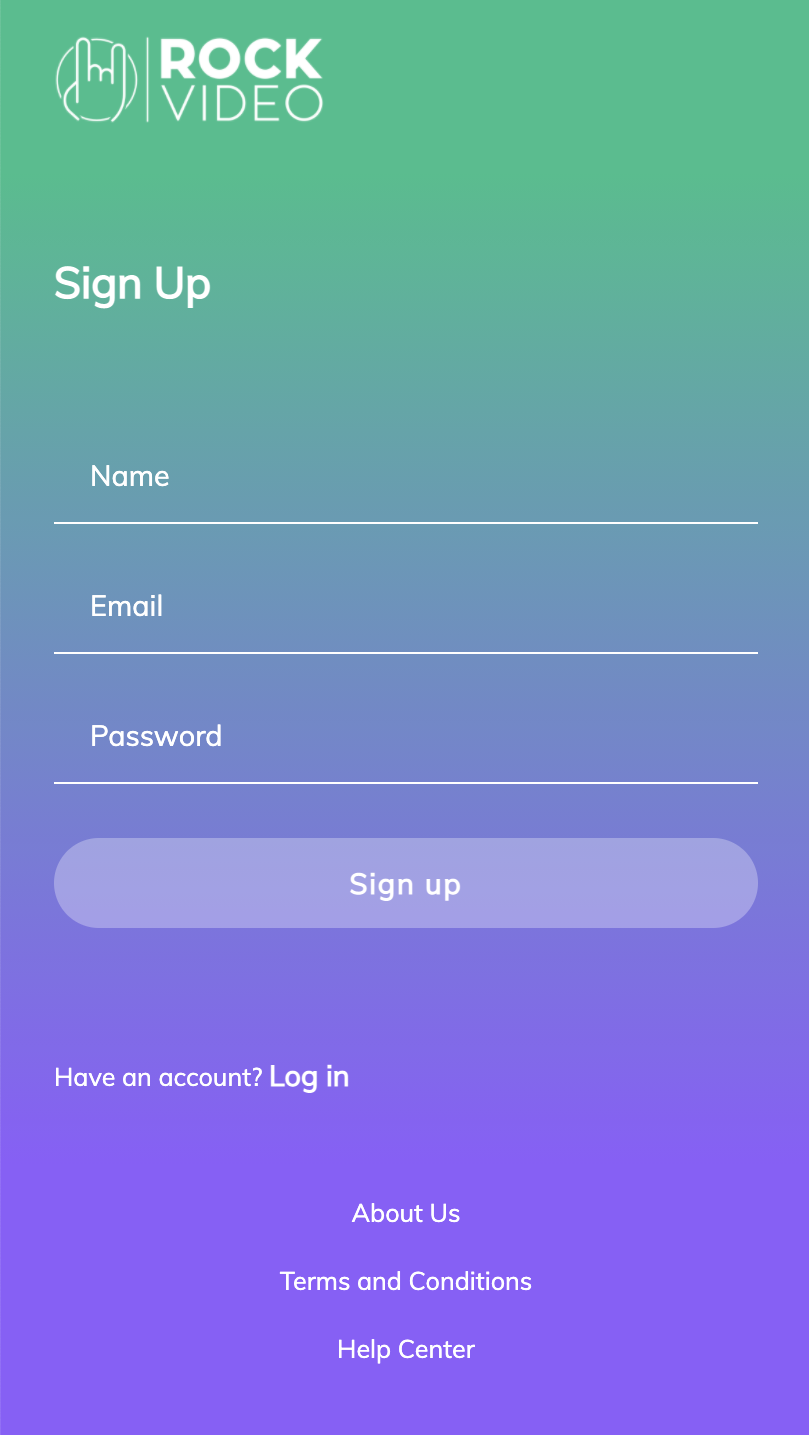 ROCK
VIDEO
Sign Up
Name
Email
Password
Sign up
Have an account? Log in
About Us
Terms and Conditions
Help Center